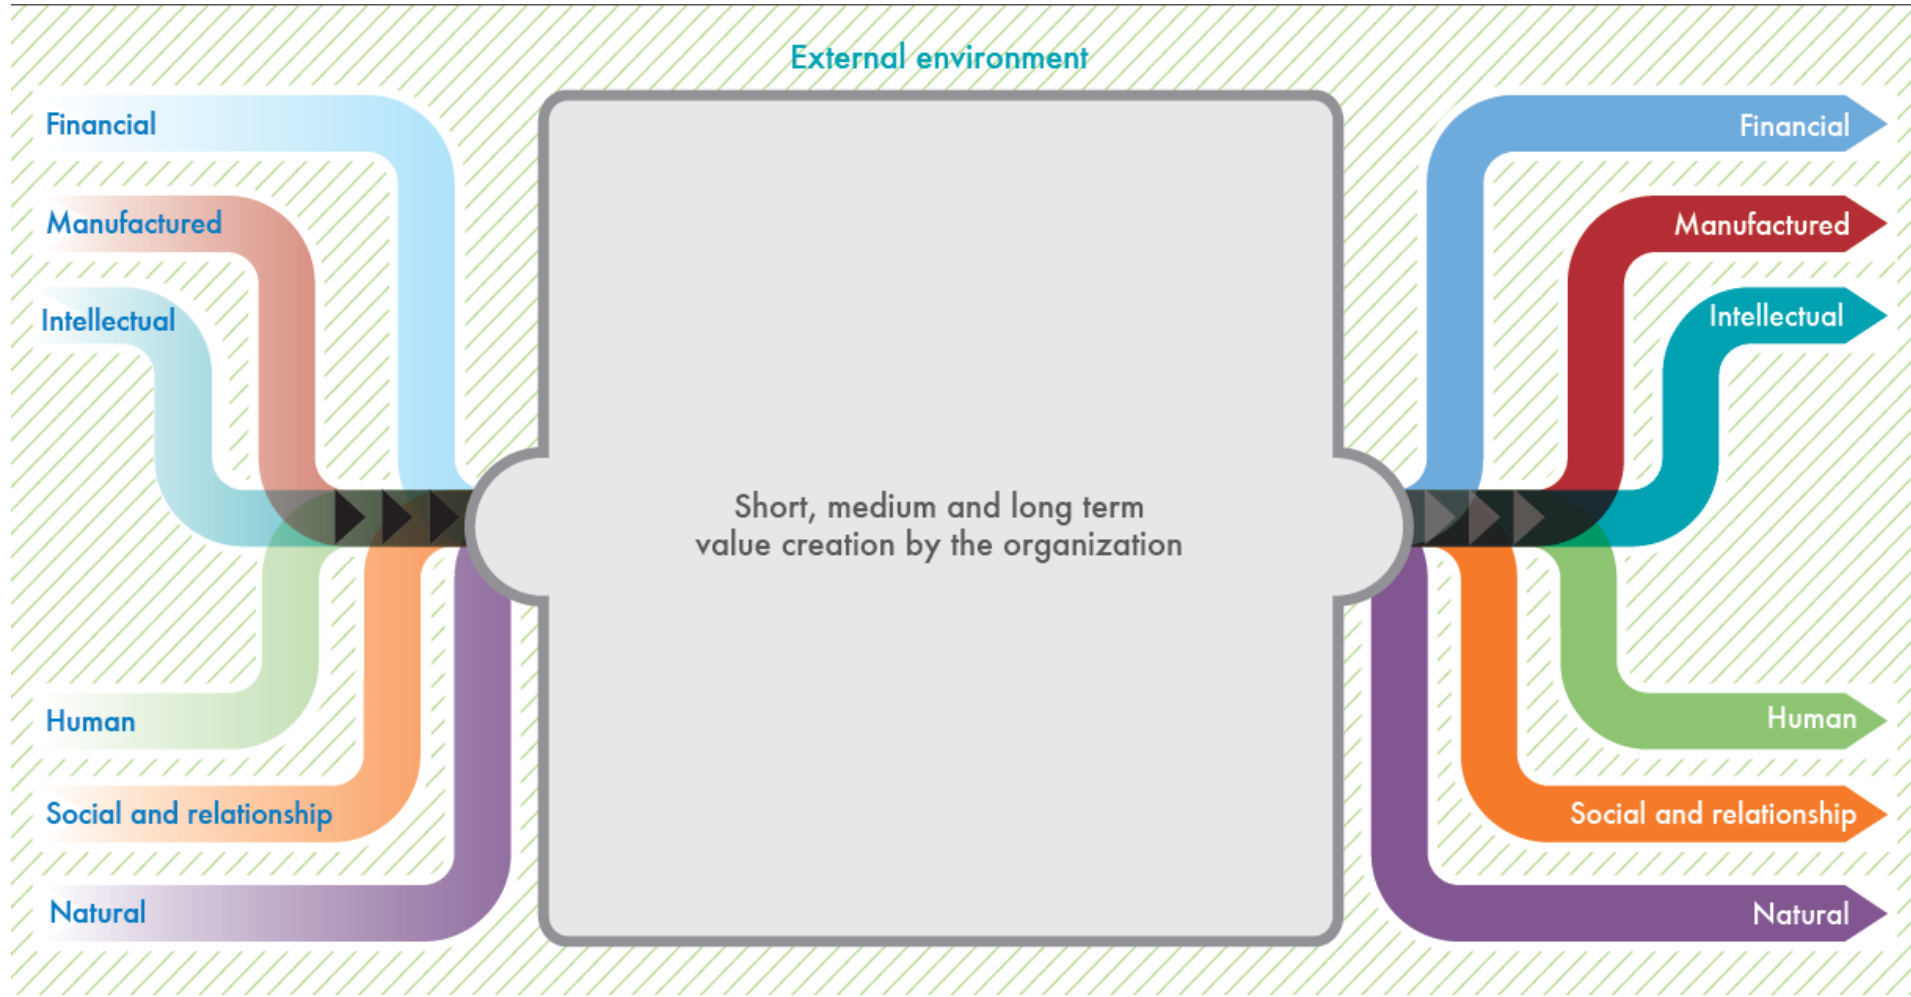 External environment
Financial
Manufactured
Intellectual
Human
Social and relationship
Natural
Short, medium and long term
value creation by the organization
Financial
Manufactured
Intellectual
Human
Social and relationship
Natural